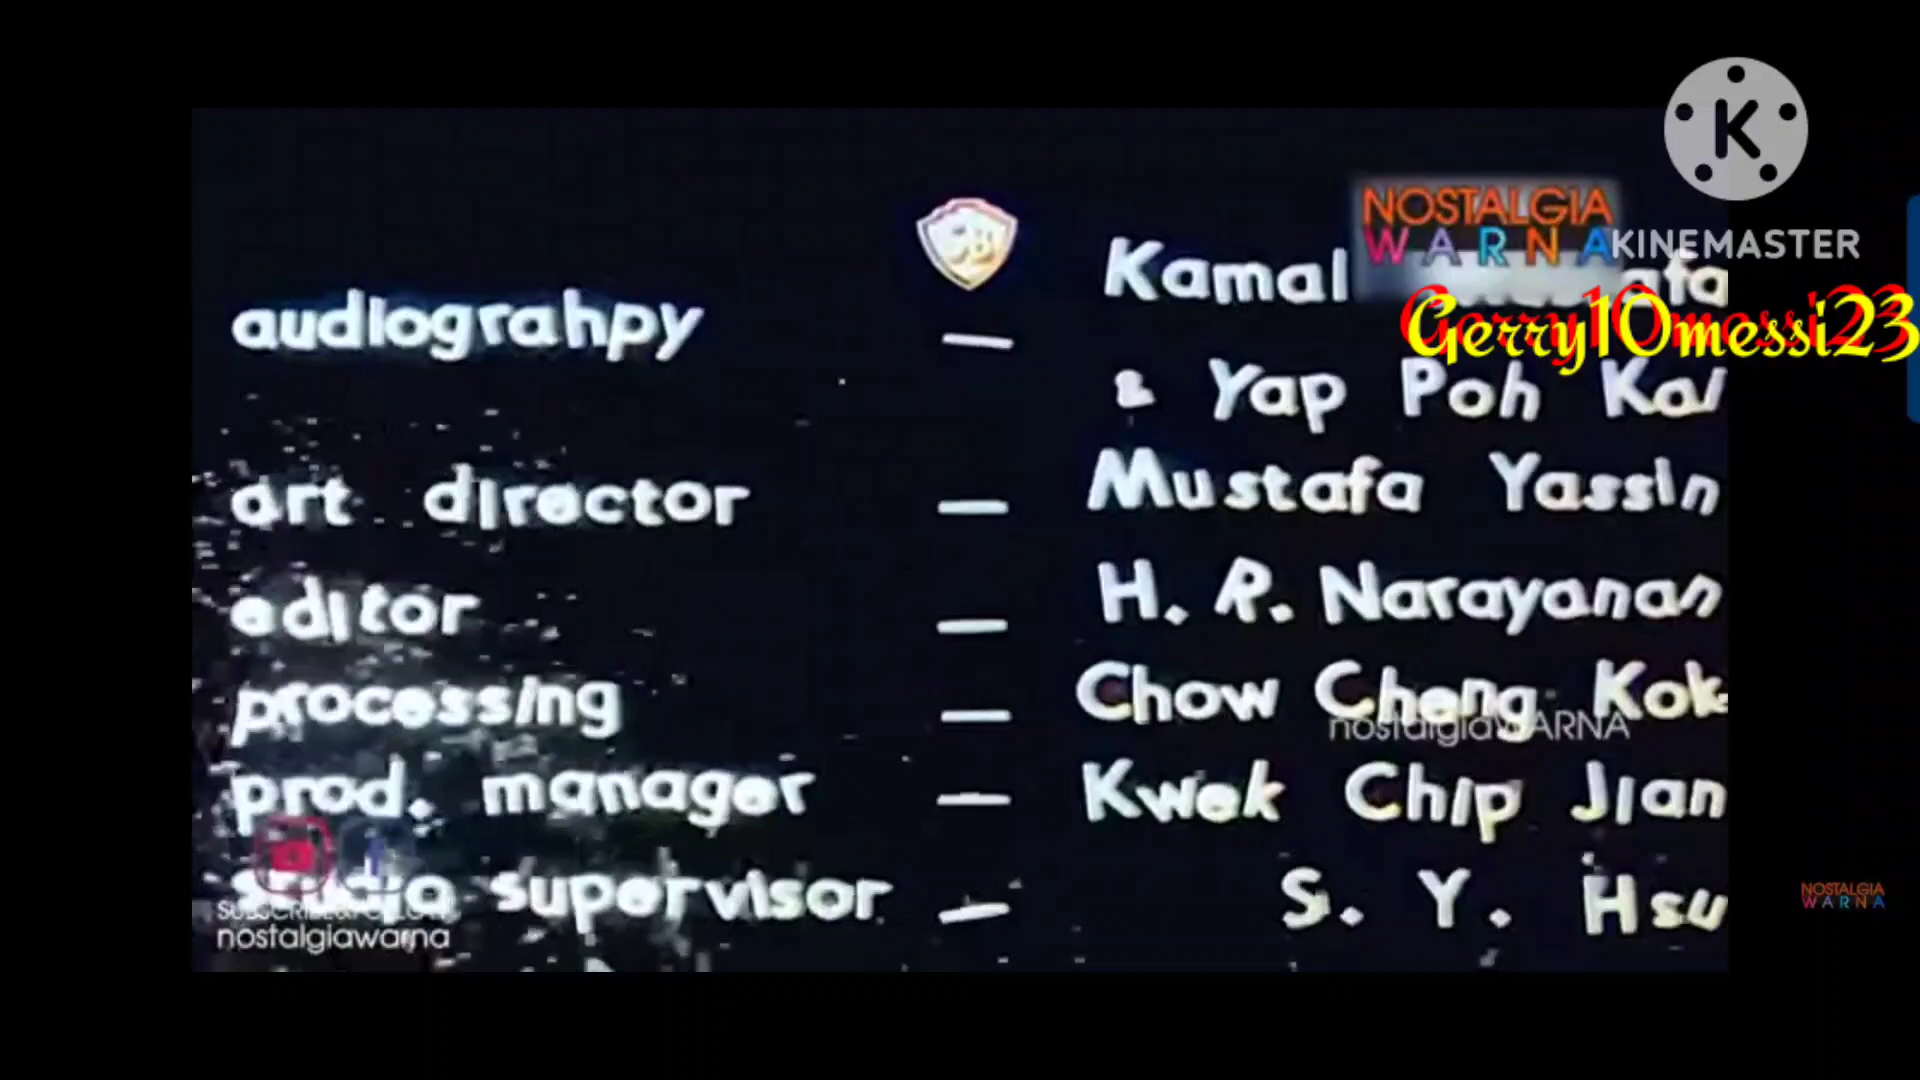 KINEMASTER
NOSTALGIA
WARNA
Gerry10messi23
audiograhpy — Kamal
& Yap Poh Kai
art director — Mustafa Yassin
editor — H. R. Narayanan
processing — Chow Cheng Kok
nostalgiaWARNA
prod. manager — Kwek Chip Jian
studio supervisor — S. Y. Hsu
nostalgiawarna
NOSTALGIA
WARNA